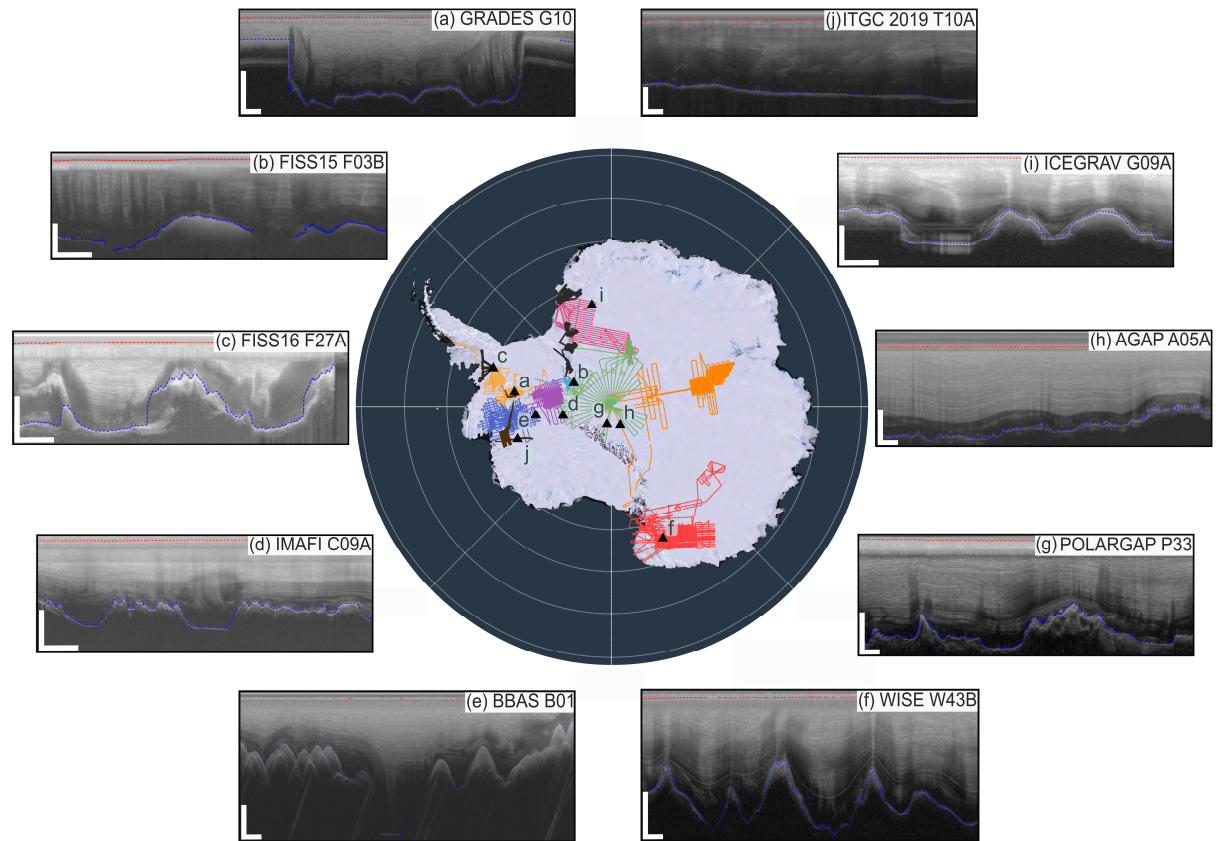 (a) GRADES G10
(j) ITGC 2019 T10A
(b) FISS15 F03B
(i) ICEGRAV G09A
(c) FISS16 F27A
(h) AGAP A05A
(d) IMAFI C09A
(g) POLARGAP P33
(e) BBAS B01
(f) WISE W43B
i
c
a
b
e
d
g
h
j
f